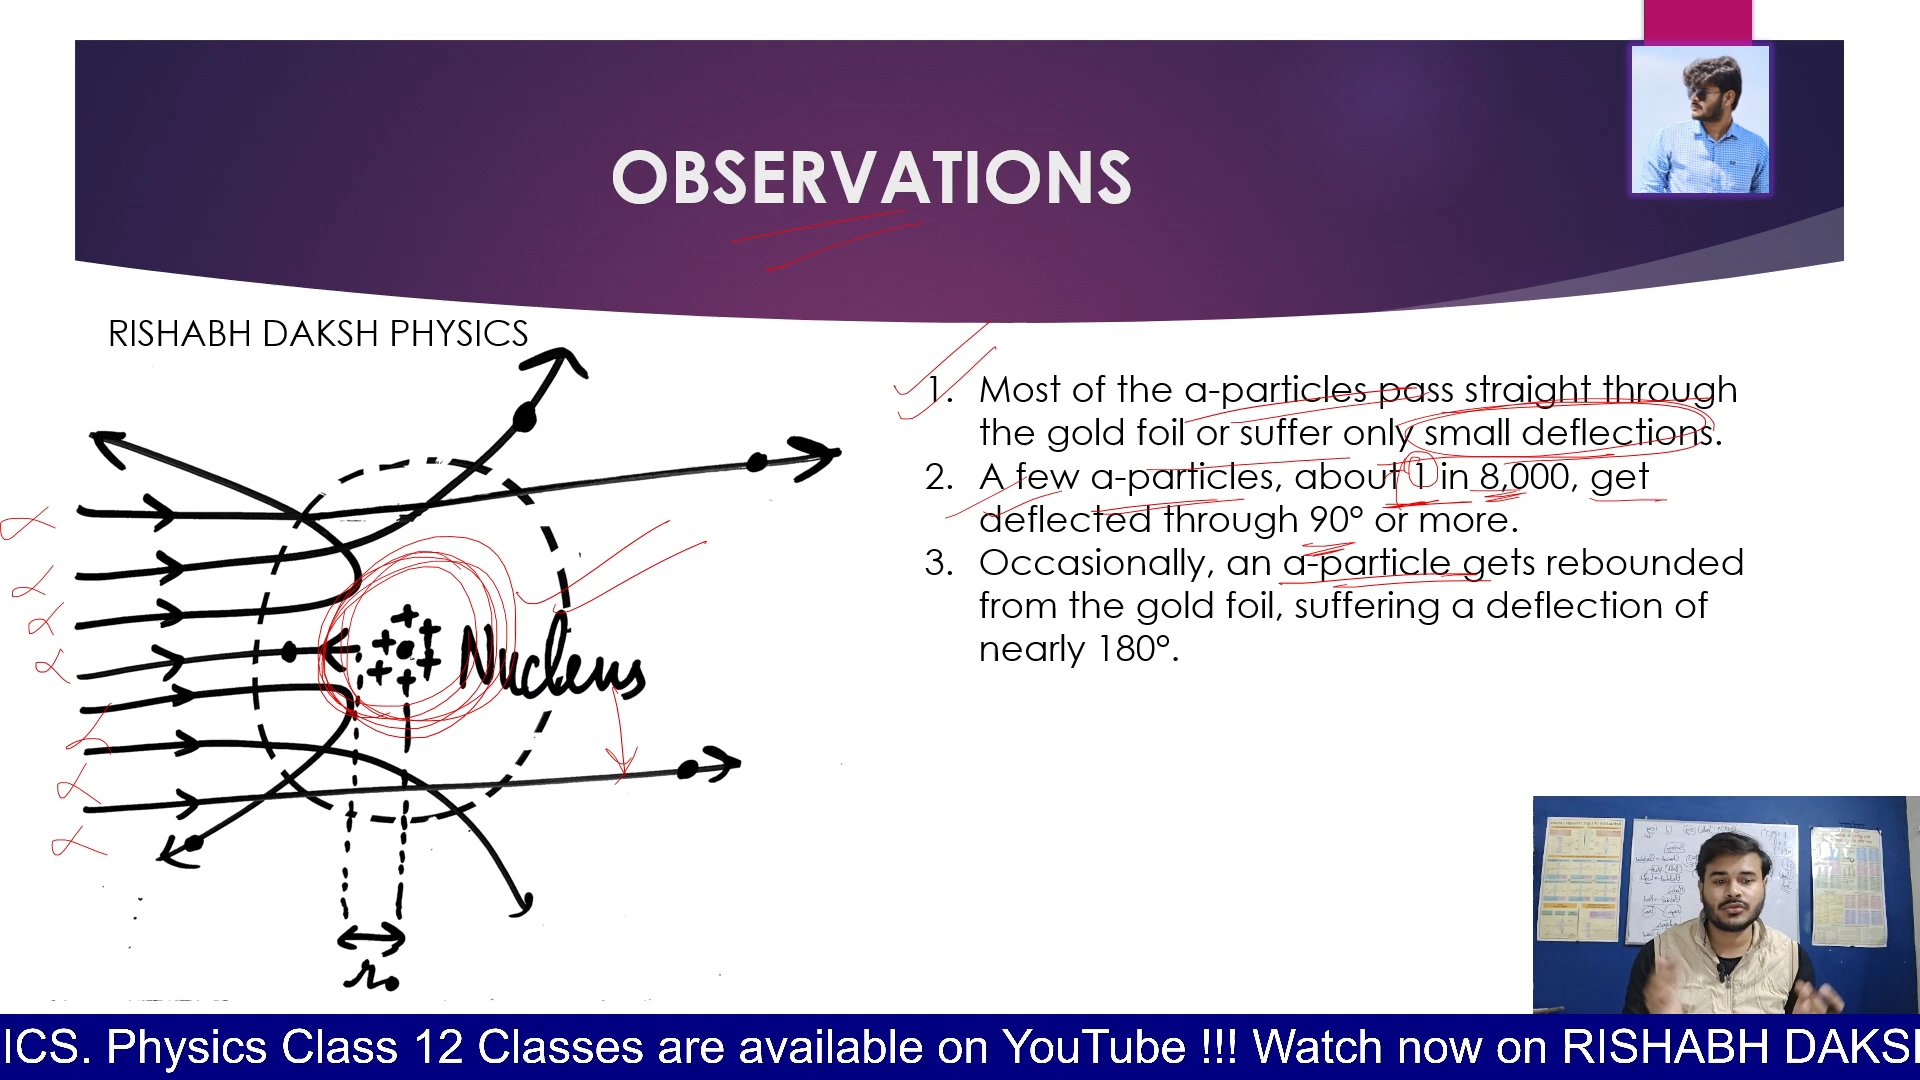 OBSERVATIONS
RISHABH DAKSH PHYSICS
1. Most of the a-particles pass straight through
the gold foil or suffer only small deflections.
2. A few a-particles, about 1 in 8,000, get
deflected through 90° or more.
3. Occasionally, an a-particle gets rebounded
from the gold foil, suffering a deflection of
nearly 180°.
α
α
α
α
α
α
α
+
+ +
+ +
+
Nucleus
r₀
ICS. Physics Class 12 Classes are available on YouTube !!! Watch now on RISHABH DAKS